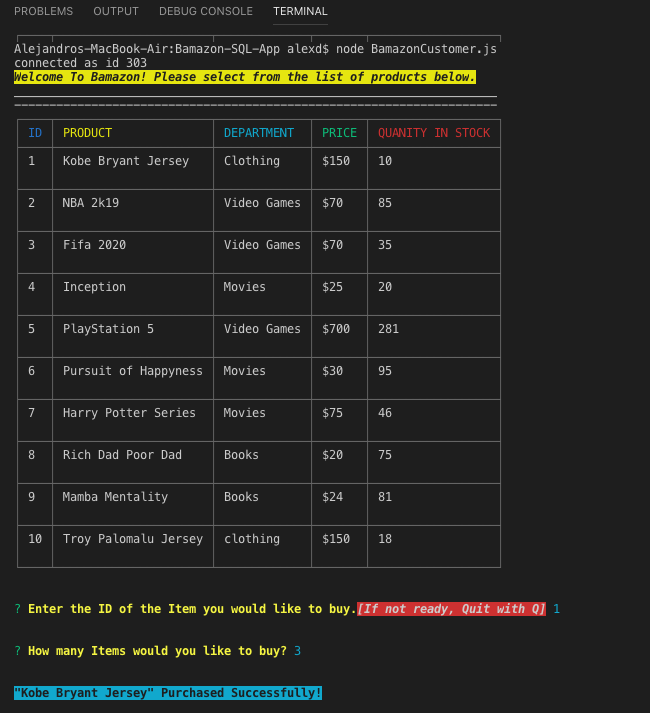 PROBLEMS OUTPUT DEBUG CONSOLE TERMINAL
Alejandros-MacBook-Air:Bamazon-SQL-App alexd$ node BamazonCustomer.js
connected as id 303
Welcome To Bamazon! Please select from the list of products below.
ID PRODUCT DEPARTMENT PRICE QUANITY IN STOCK
1 Kobe Bryant Jersey Clothing $150 10
2 NBA 2k19 Video Games $70 85
3 Fifa 2020 Video Games $70 35
4 Inception Movies $25 20
5 PlayStation 5 Video Games $700 281
6 Pursuit of Happyness Movies $30 95
7 Harry Potter Series Movies $75 46
8 Rich Dad Poor Dad Books $20 75
9 Mamba Mentality Books $24 81
10 Troy Palomalu Jersey clothing $150 18
? Enter the ID of the Item you would like to buy.[If not ready, Quit with Q] 1
? How many Items would you like to buy? 3
"Kobe Bryant Jersey" Purchased Successfully!